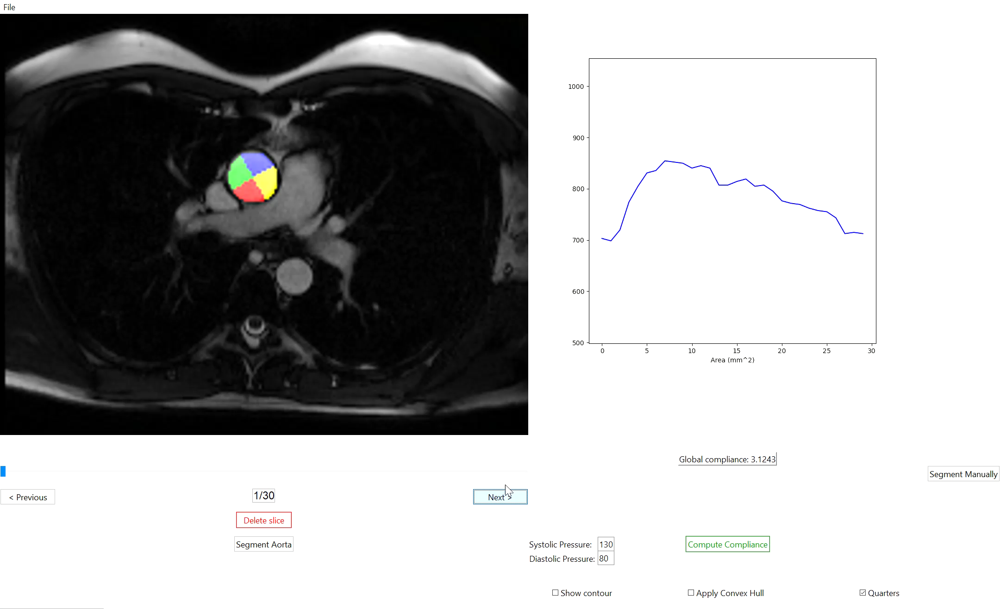 File
1000
900
800
700
600
500
0 5 10 15 20 25 30
Area (mm^2)
Global compliance: 3.1243
Segment Manually
< Previous
1/30
Next >
Delete slice
Segment Aorta
Systolic Pressure: 130
Compute Compliance
Diastolic Pressure: 80
Show contour
Apply Convex Hull
Quarters